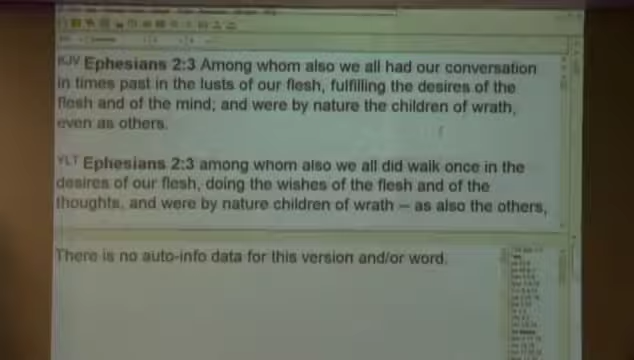 KJV Ephesians 2:3 Among whom also we all had our conversation
in times past in the lusts of our flesh, fulfilling the desires of the
flesh and of the mind; and were by nature the children of wrath,
even as others.
YLT Ephesians 2:3 among whom also we all did walk once in the
desires of our flesh, doing the wishes of the flesh and of the
thoughts, and were by nature children of wrath — as also the others,
There is no auto-info data for this version and/or word.